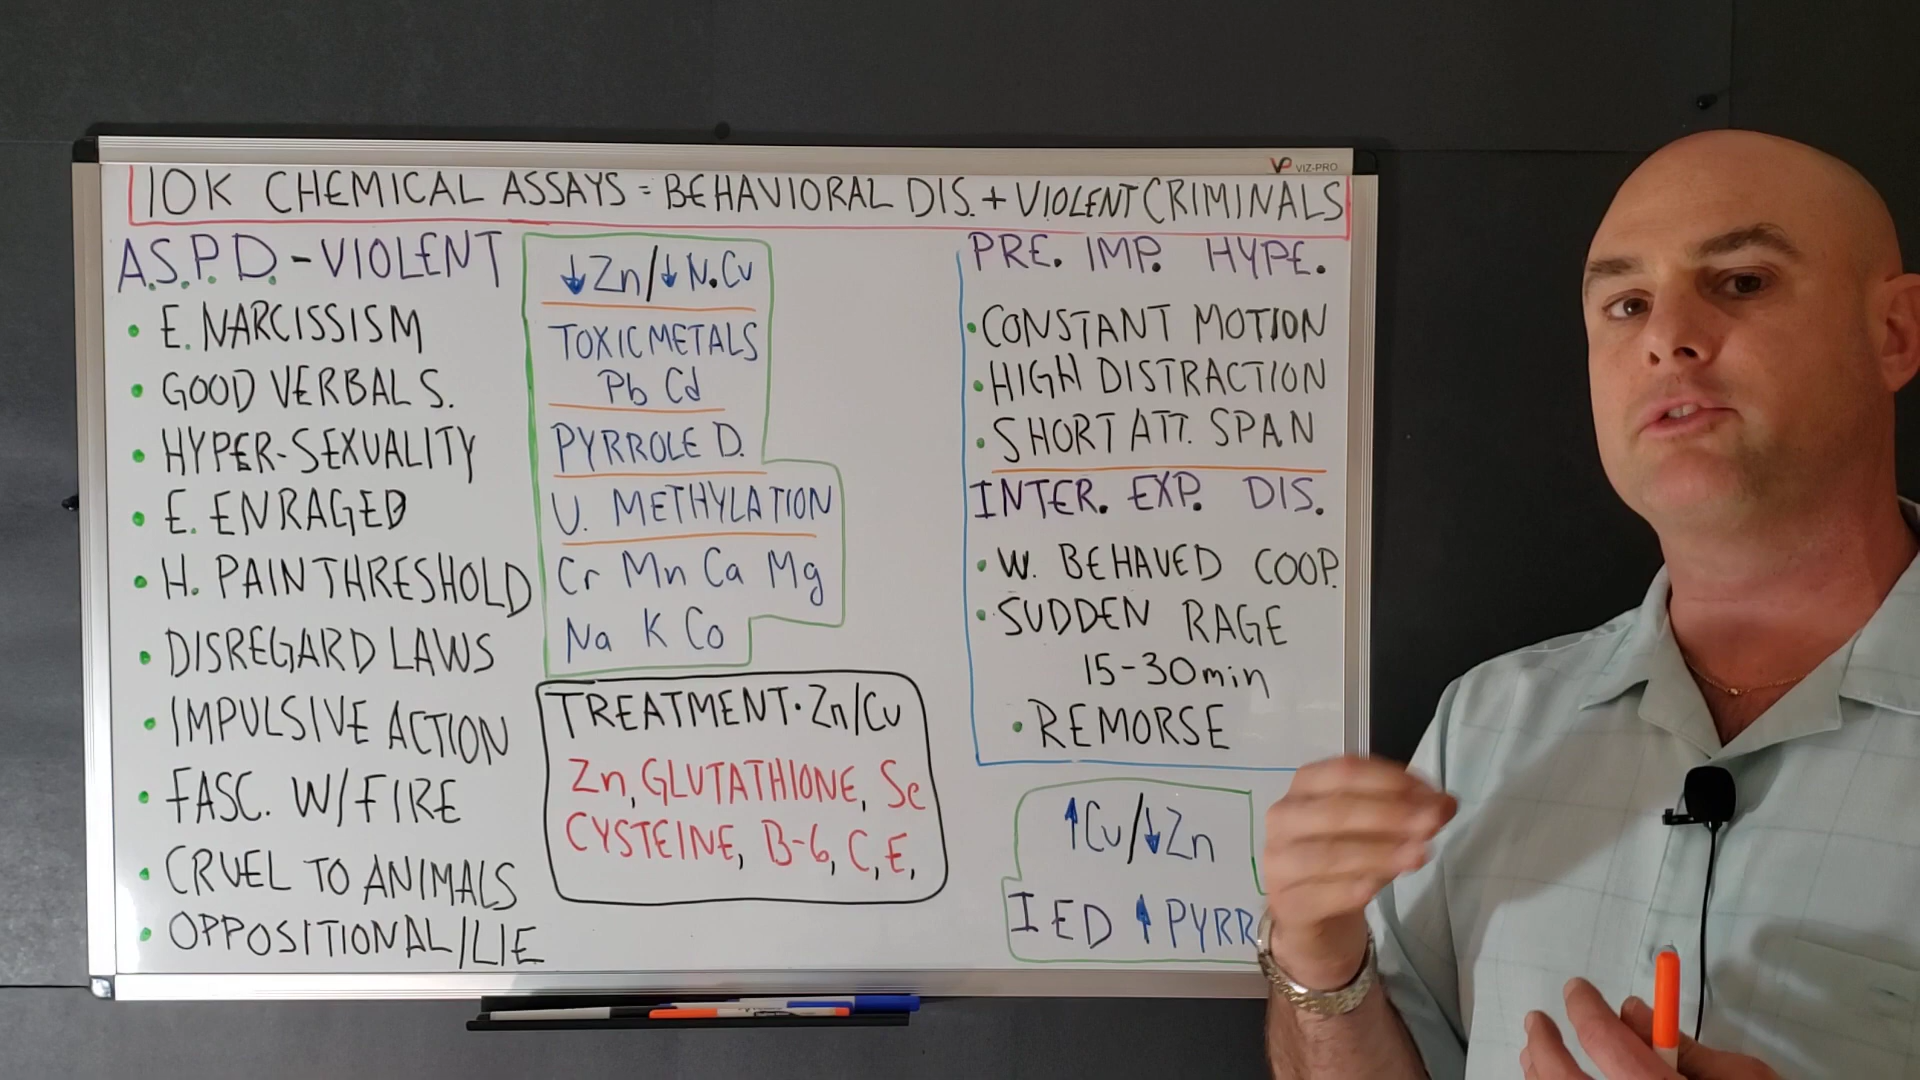 VP VIZ-PRO
10K CHEMICAL ASSAYS = BEHAVIORAL DIS. + VIOLENT CRIMINALS
A.S.P.D. - VIOLENT
• E. NARCISSISM
• GOOD VERBAL S.
• HYPER-SEXUALITY
• E. ENRAGED
• H. PAIN THRESHOLD
• DISREGARD LAWS
• IMPULSIVE ACTION
• FASC. W/FIRE
• CRUEL TO ANIMALS
• OPPOSITIONAL/LIE
↓Zn/↓N.Cu
TOXIC METALS
Pb Cd
PYRROLE D.
U. METHYLATION
Cr Mn Ca Mg
Na K Co
TREATMENT·Zn/Cu
Zn, GLUTATHIONE, Se
CYSTEINE, B-6, C, E,
PRE. IMP. HYPE.
• CONSTANT MOTION
• HIGH DISTRACTION
• SHORT ATT. SPAN
INTER. EXP. DIS.
• W. BEHAVED COOP.
• SUDDEN RAGE
15-30min
• REMORSE
↑Cu/↓Zn
IED ↑ PYRR